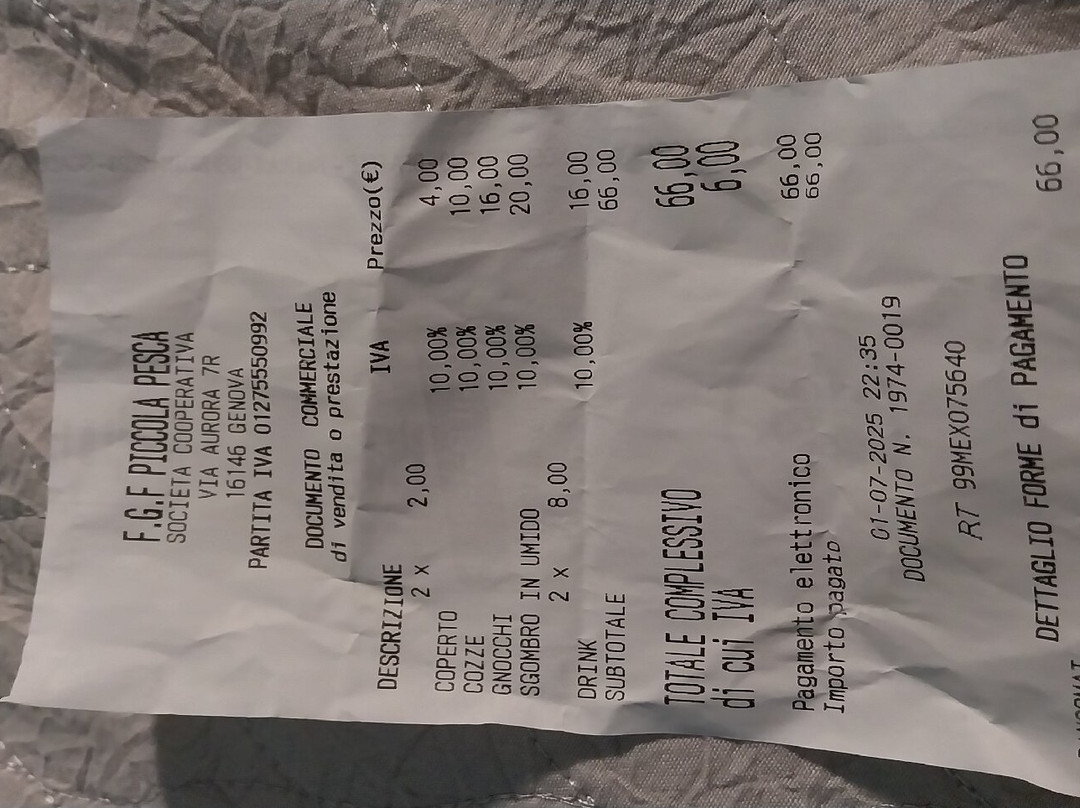 F.G.F PICCOLA PESCA
SOCIETA COOPERATIVA
VIA AURORA 7R
16146 GENOVA
PARTITA IVA 01275550992
DOCUMENTO COMMERCIALE
di vendita o prestazione
DESCRIZIONE IVA Prezzo(€)
2 x 2,00
COPERTO 10,00% 4,00
COZZE 10,00% 10,00
GNOCCHI 10,00% 16,00
SGOMBRO IN UMIDO 10,00% 20,00
2 x 8,00
DRINK 10,00% 16,00
SUBTOTALE 66,00
TOTALE COMPLESSIVO 66,00
di cui IVA 6,00
Pagamento elettronico 66,00
Importo pagato 66,00
01-07-2025 22:35
DOCUMENTO N. 1974-0019
RT 99MEX075640
DETTAGLIO FORME di PAGAMENTO
66,00